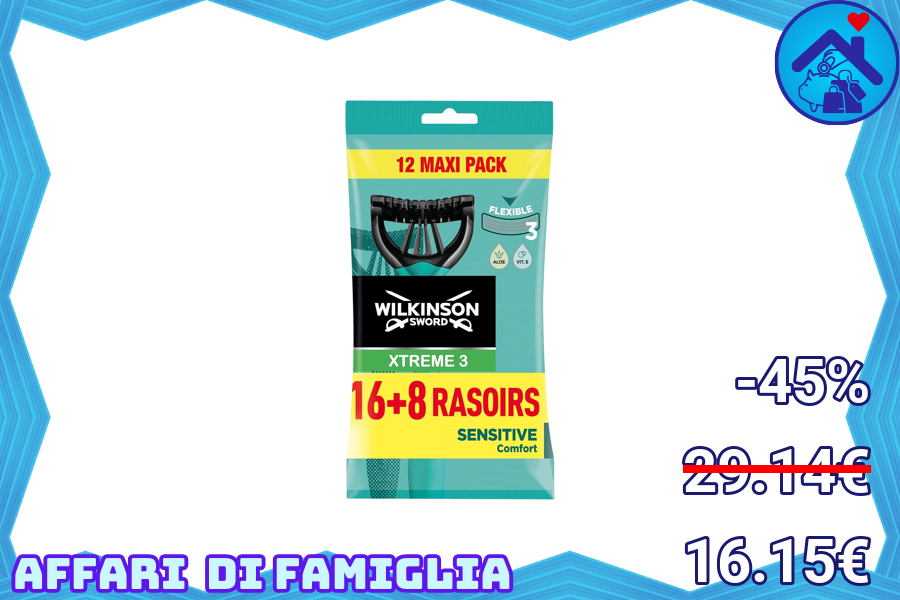 12 MAXI PACK
FLEXIBLE
3
ALOE
VIT. E
WILKINSON
SWORD
XTREME 3
16+8 RASOIRS
SENSITIVE
Comfort
-45%
29.14€
16.15€
AFFARI DI FAMIGLIA